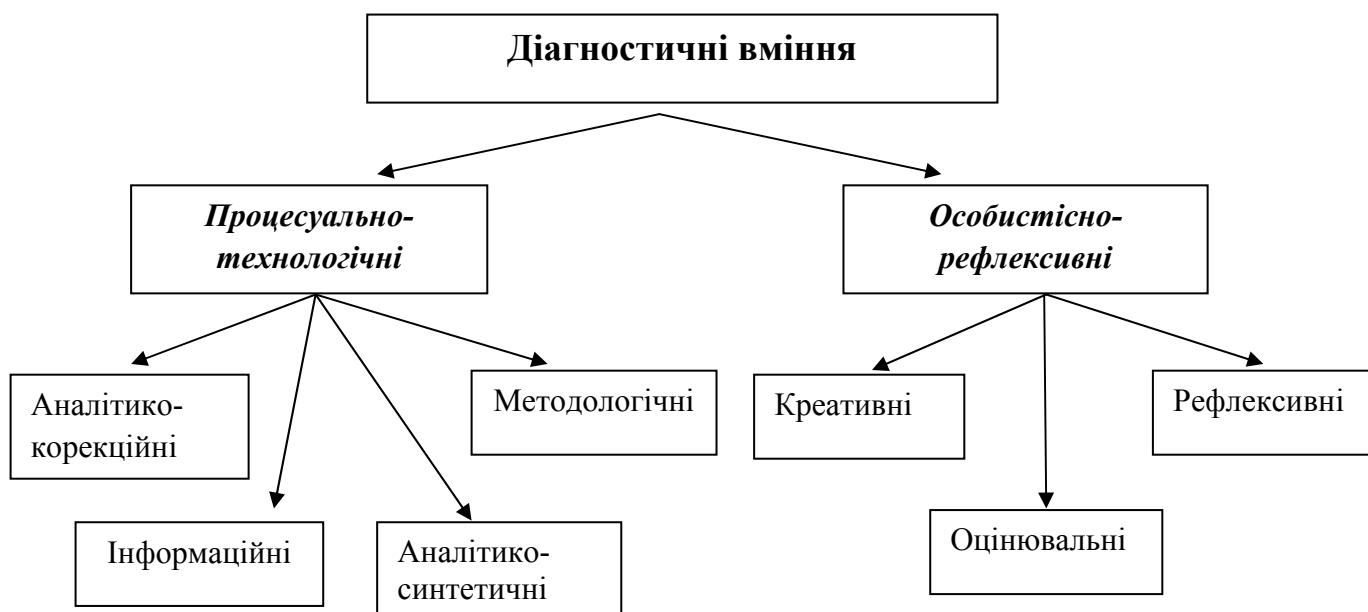 Діагностичні вміння
Процесуально-
технологічні
Особистісно-
рефлексивні
Аналітико-
корекційні
Методологічні
Креативні
Рефлексивні
Інформаційні
Аналітико-
синтетичні
Оцінювальні